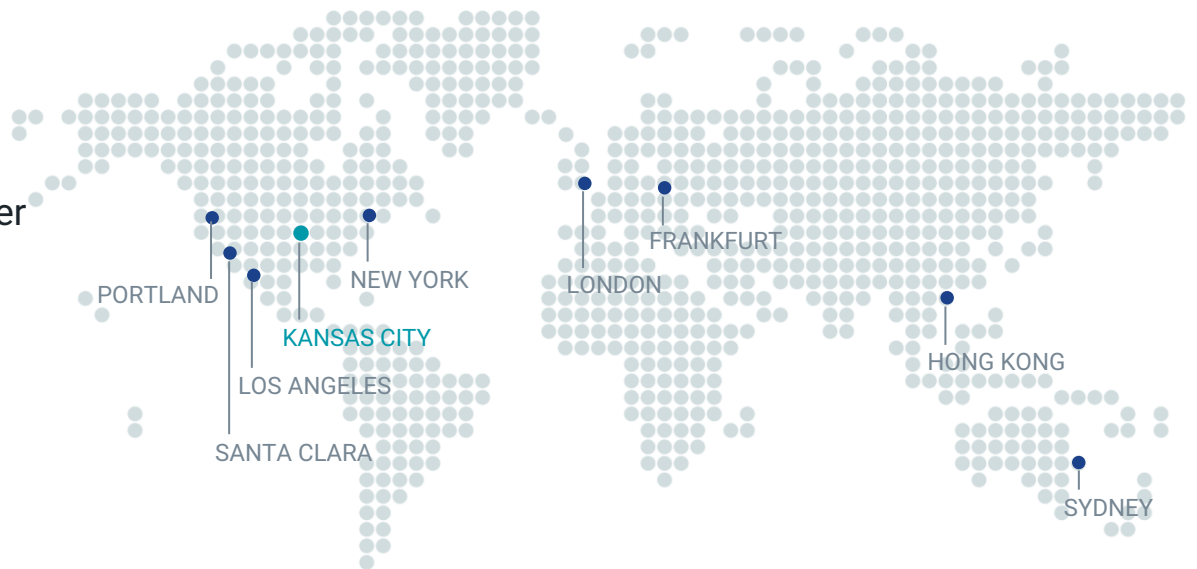 er
FRANKFURT
NEW YORK
LONDON
PORTLAND
KANSAS CITY
HONG KONG
LOS ANGELES
SANTA CLARA
SYDNEY